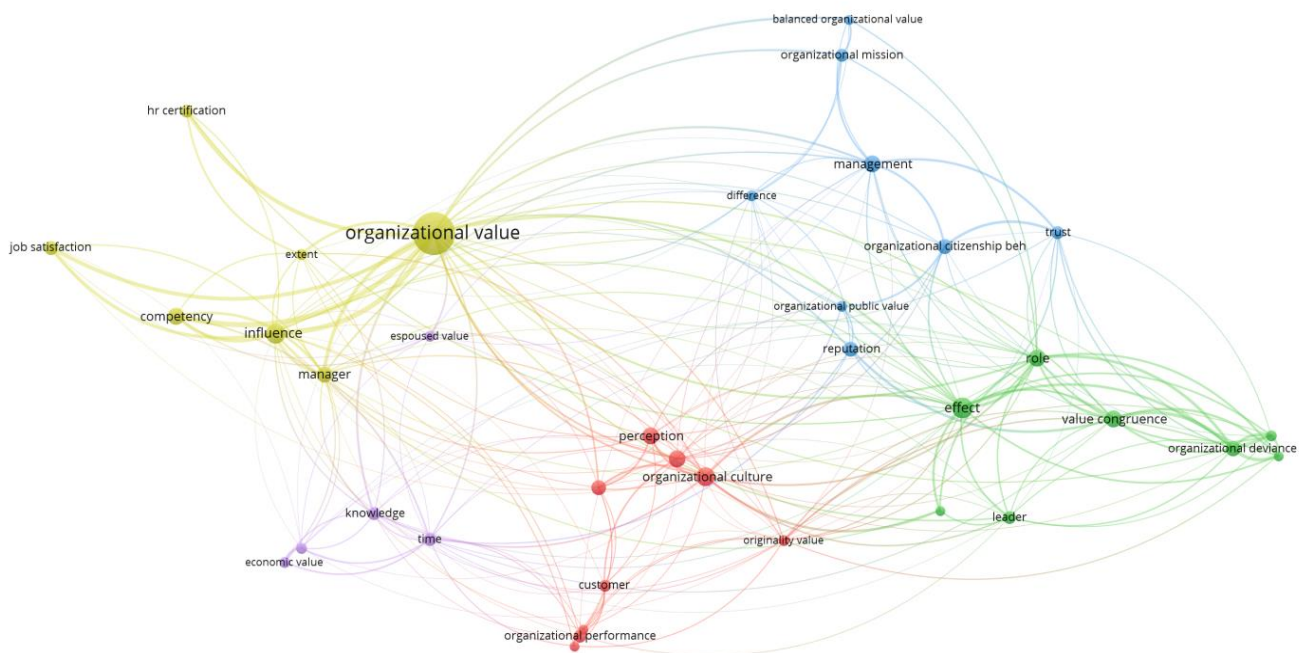 balanced organizational value
organizational mission
hr certification
management
difference
organizational value
trust
job satisfaction
organizational citizenship beh
extent
organizational public value
competency
influence
espoused value
reputation
role
manager
effect
value congruence
perception
organizational deviance
organizational culture
knowledge
leader
time
originality value
economic value
customer
organizational performance